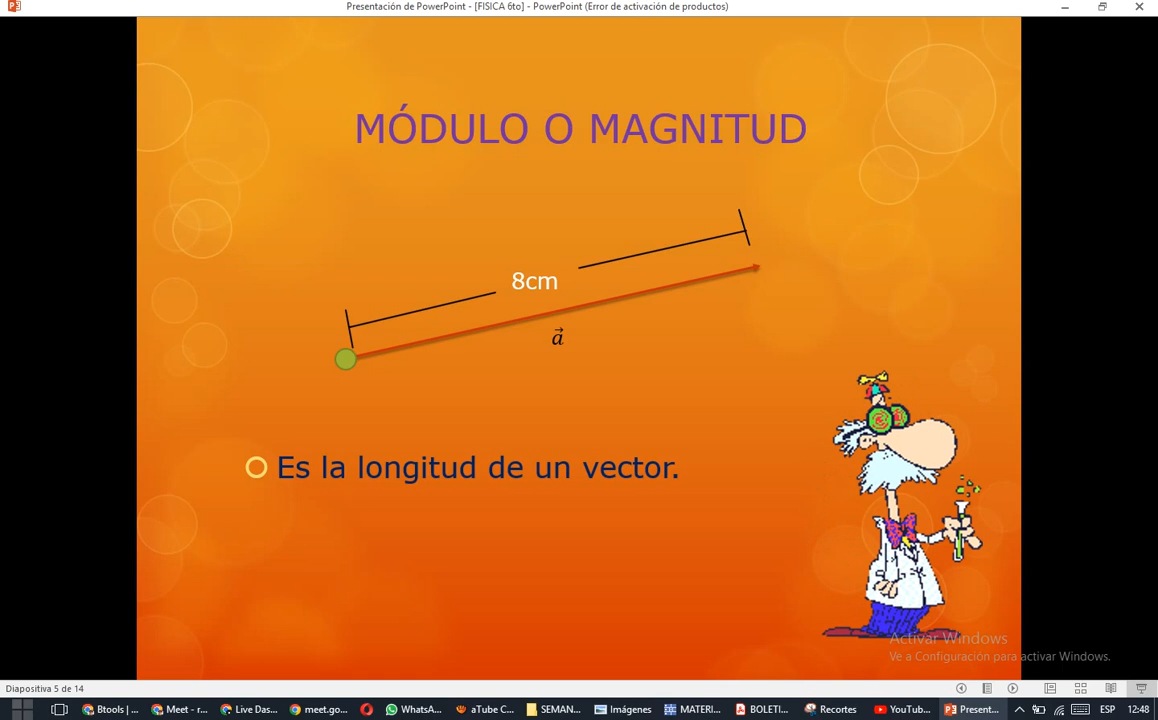 Presentación de PowerPoint - [FISICA 6to] - PowerPoint (Error de activación de productos)
MÓDULO O MAGNITUD
8cm
a⃗
Es la longitud de un vector.
Activar Windows
Ve a Configuración para activar Windows.
Diapositiva 5 de 14
Btools | ...
Meet - r...
Live Das...
meet.go...
WhatsA...
aTube C...
SEMAN...
Imágenes
MATERI...
BOLETI...
Recortes
YouTub...
Present...
ESP
12:48